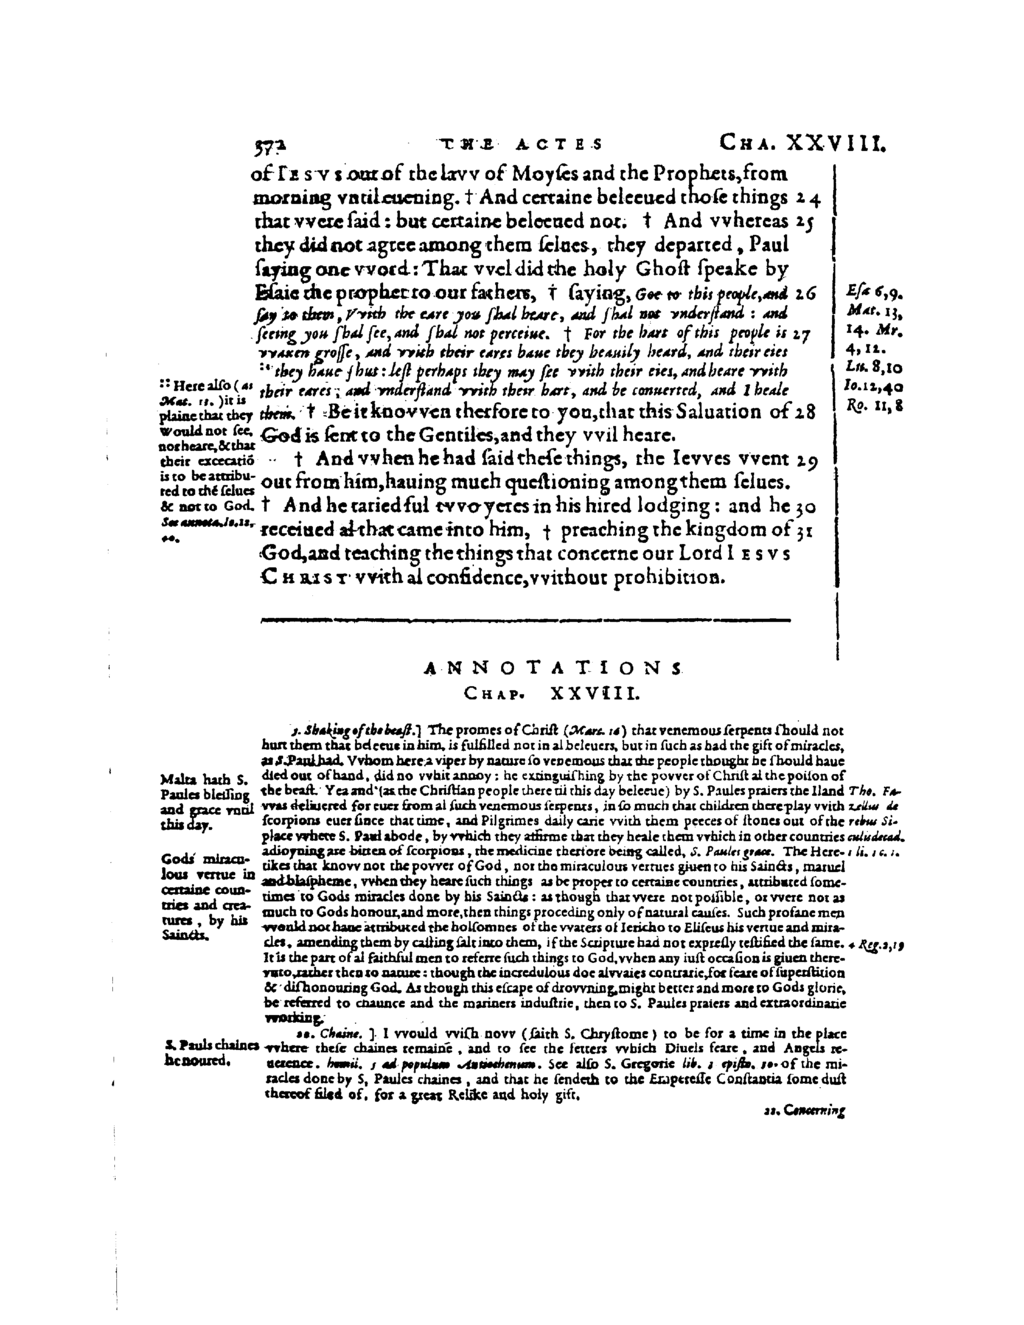 372 THE ACTES CHA. XXVIII.
of IESVS out of the lavv of Moyſes and the Prophets, from
morning vntil euening. † And certaine beleeued thoſe things 24
that vvere ſaid: but certaine beleeued not. † And vvhereas 25
they did not agree among them ſelues, they departed, Paul
ſaying one vvord: That vvel did the holy Ghoſt ſpeake by
Eſaie the prophet to our fathers, † ſaying, Goe to this people, and 26
ſay to them, Vvith the eare you ſhal heare, and ſhal not vnderſtand: and
ſeeing you ſhal ſee, and ſhal not perceiue. † For the hart of this people is 27
vvaxen groſſe, and vvith their eares haue they heauily heard, and their eies
:: they haue ſhut: leſt perhaps they may ſee vvith their eies, and heare vvith
their eares; and vnderſtand vvith their hart, and be conuerted, and I heale
them. † Be it knovven therfore to you, that this Saluation of 28
God is ſent to the Gentiles, and they vvil heare.
† And vvhen he had ſaid theſe things, the Ievves vvent 29
out from him, hauing much queſtioning among them ſelues.
† And he taried ful tvvo yeres in his hired lodging: and he 30
receiued al that came in to him, † preaching the kingdom of 31
God, and teaching the things that concerne our Lord IESVS
CHRIST vvith al confidence, vvithout prohibition.
Eſa 6,9.
Mat. 13,
14. Mr.
4, 12.
Lu. 8,10
Io. 12,40
Ro. 11,8
:: Here alſo (as
Mat. 13. ) it is
plaine that they
would not ſee,
nor heare, & that
their excecatiõ
is to be attribu-
ted to thẽ ſelues
& not to God.
See annota. Io. 12,
40.
ANNOTATIONS
CHAP. XXVIII.
5. Shaking of the beaſt.] The promes of Chriſt (Marc. 16) that venemous ſerpents ſhould not
hurt them that beleeue in him, is fulfilled not in al beleuers, but in ſuch as had the gift of miracles,
as S. Paul had. Vvhom here a viper by nature ſo venemous that the people thought he ſhould haue
died out of hand, did no vvhit annoy: he extinguiſhing by the povver of Chriſt al the poiſon of
the beaſt. Yea and (as the Chriſtian people there til this day beleeue) by S. Paules praiers the Iland
vvas deliuered for euer from al ſuch venemous ſerpents, in ſo much that children there play vvith
ſcorpions euer ſince that time, and Pilgrimes daily carie vvith them peeces of ſtones out of the
place vvhere S. Paul abode, by vvhich they affirme that they heale them vvhich in other countries
adioyning are bitten of ſcorpions, the medicine therfore being called, S. Paules grace. The Here-
tikes that knovv not the povver of God, nor the miraculous vertues giuen to his Sainčts, maruel
and blaſpheme, vvhen they heare ſuch things as be proper to certaine countries, attributed ſome-
times to Gods miracles done by his Sainčts: as though that vvere not poſſible, or vvere not as
much to Gods honour, and more, then things proceding only of natural cauſes. Such profane men
vvould not haue attributed the holſomnes of the vvaters of Iericho to Eliſeus his vertue and mira-
cles, amending them by caſting ſalt into them, if the Scripture had not expreſly teſtified the ſame.
It is the part of al faithful men to referre ſuch things to God, vvhen any iuſt occaſion is giuen there-
vnto, rather then to nature: though the incredulous doe alvvaies contrarie, for feare of ſuperſtition
& diſhonouring God. As though this eſcape of drovvning, might better and more to Gods glorie,
be referred to chaunce and the mariners induſtrie, then to S. Paules praiers and extraordinarie
vvorking.
20. Chaine.] I vvould vviſh novv (ſaith S. Chryſtome) to be for a time in the place
vvhere theſe chaines remaine, and to ſee the fetters vvhich Diuels feare, and Angels re-
uerence. homil. 5 ad populum Antiochenum. See alſo S. Gregorie lib. 3 epiſt. 30. of the mi-
racles done by S, Paules chaines, and that he ſendeth to the Emperesſe Conſtantia ſome duſt
thereof filed of, for a great Relike and holy gift.
22. Concerning
Malta hath S.
Paules bleſſing
and grace vntil
this day.
Gods miracu-
lous vertue in
certaine coun-
tries and crea-
tures, by his
Sainčts.
S. Pauls chaines
honoured.
Tho. Fa-
zellus de
rebus Si-
culis decad.
1 li. 1 c. 1.
4 Reg. 2,19